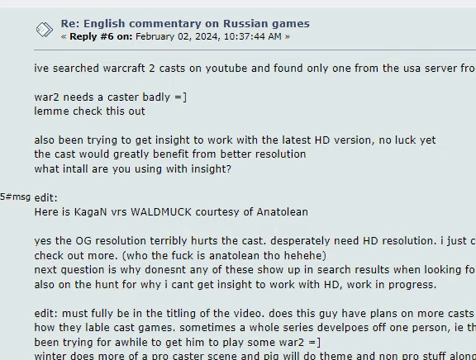 Re: English commentary on Russian games
« Reply #6 on: February 02, 2024, 10:37:44 AM »
ive searched warcraft 2 casts on youtube and found only one from the usa server fro
war2 needs a caster badly =]
lemme check this out
also been trying to get insight to work with the latest HD version, no luck yet
the cast would greatly benefit from better resolution
what intall are you using with insight?
5#msg
edit:
Here is KagaN vrs WALDMUCK courtesy of Anatolean
yes the OG resolution terribly hurts the cast. desperately need HD resolution. i just c
check out more. (who the fuck is anatolean tho hehehe)
next question is why donesnt any of these show up in search results when looking fo
also on the hunt for why i cant get insight to work with HD, work in progress.
edit: must fully be in the titling of the video. does this guy have plans on more casts
how they lable cast games. sometimes a whole series develpoes off one person, ie th
been trying for awhile to get him to play some war2 =]
winter does more of a pro caster scene and pig will do theme and non pro stuff along